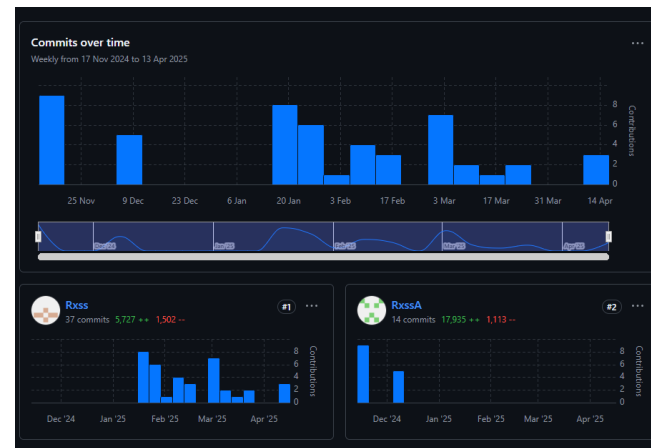 Commits over time
Weekly from 17 Nov 2024 to 13 Apr 2025
8
6
4
2
0
Contributions
25 Nov 9 Dec 23 Dec 6 Jan 20 Jan 3 Feb 17 Feb 3 Mar 17 Mar 31 Mar 14 Apr
Dec '24 Jan '25 Feb '25 Mar '25 Apr '25
Rxss
#1
37 commits 5,727 ++ 1,502 --
8
6
4
2
0
Contributions
Dec '24 Jan '25 Feb '25 Mar '25 Apr '25
RxssA
#2
14 commits 17,935 ++ 1,113 --
8
6
4
2
0
Contributions
Dec '24 Jan '25 Feb '25 Mar '25 Apr '25